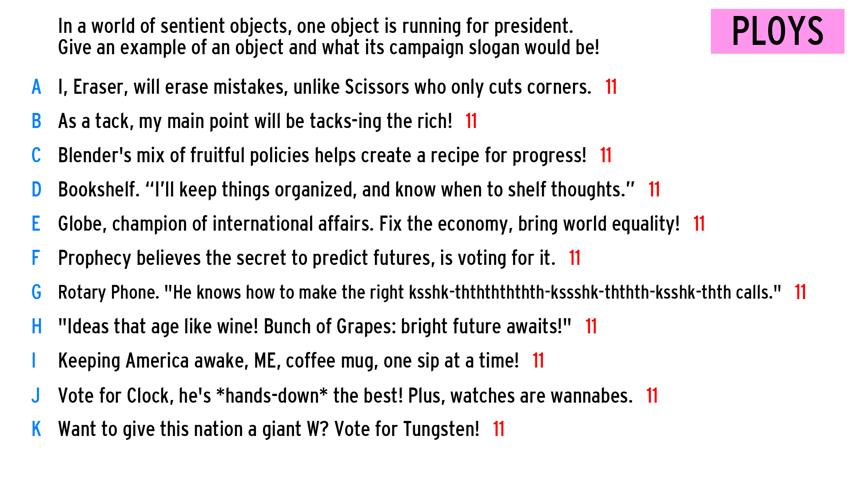 In a world of sentient objects, one object is running for president.
Give an example of an object and what its campaign slogan would be!
PLOYS
A I, Eraser, will erase mistakes, unlike Scissors who only cuts corners. 11
B As a tack, my main point will be tacks-ing the rich! 11
C Blender's mix of fruitful policies helps create a recipe for progress! 11
D Bookshelf. “I’ll keep things organized, and know when to shelf thoughts.” 11
E Globe, champion of international affairs. Fix the economy, bring world equality! 11
F Prophecy believes the secret to predict futures, is voting for it. 11
G Rotary Phone. "He knows how to make the right ksshk-thththththth-kssshk-ththth-ksshk-thth calls." 11
H "Ideas that age like wine! Bunch of Grapes: bright future awaits!" 11
I Keeping America awake, ME, coffee mug, one sip at a time! 11
J Vote for Clock, he's *hands-down* the best! Plus, watches are wannabes. 11
K Want to give this nation a giant W? Vote for Tungsten! 11